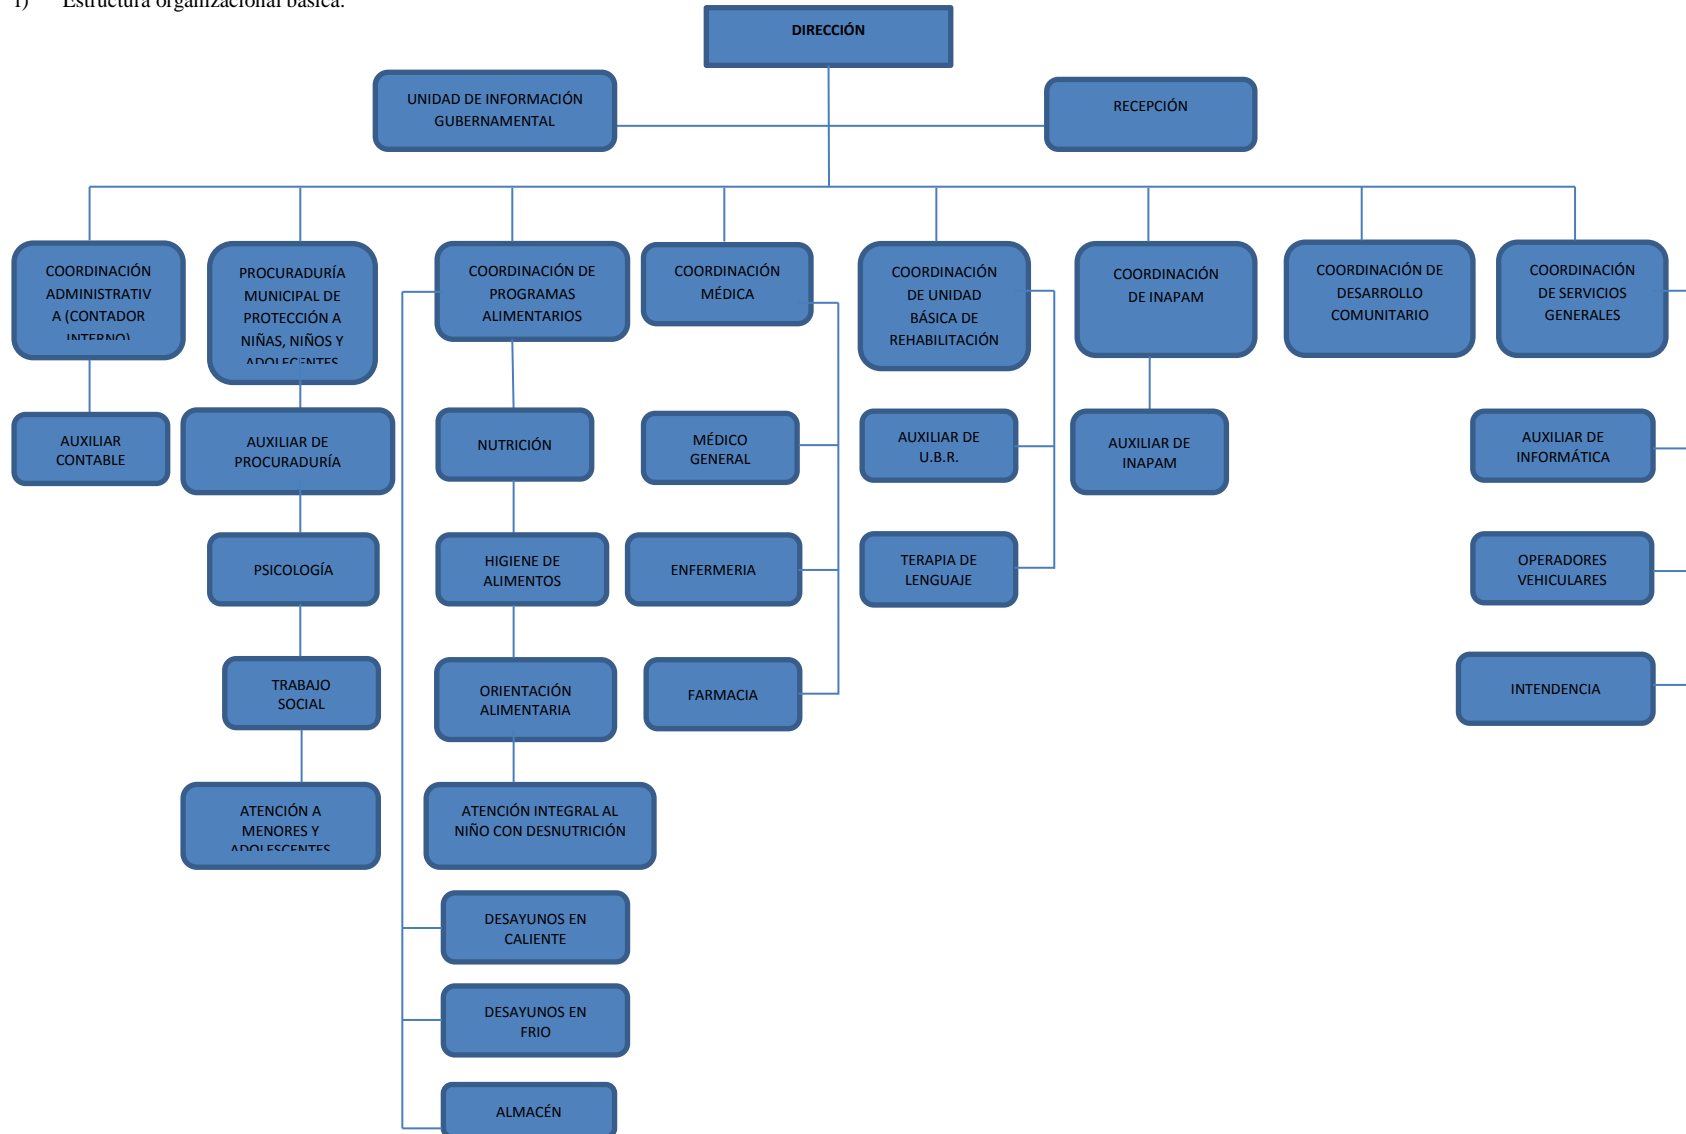 Estructura organizacional básica.
DIRECCIÓN
UNIDAD DE INFORMACIÓN
GUBERNAMENTAL
RECEPCIÓN
COORDINACIÓN
ADMINISTRATIV
A (CONTADOR
INTERNO)
PROCURADURÍA
MUNICIPAL DE
PROTECCIÓN A
NIÑAS, NIÑOS Y
ADOLECENTES
COORDINACIÓN DE
PROGRAMAS
ALIMENTARIOS
COORDINACIÓN
MÉDICA
COORDINACIÓN
DE UNIDAD
BÁSICA DE
REHABILITACIÓN
COORDINACIÓN
DE INAPAM
COORDINACIÓN DE
DESARROLLO
COMUNITARIO
COORDINACIÓN
DE SERVICIOS
GENERALES
AUXILIAR
CONTABLE
AUXILIAR DE
PROCURADURÍA
NUTRICIÓN
MÉDICO
GENERAL
AUXILIAR DE
U.B.R.
AUXILIAR DE
INAPAM
AUXILIAR DE
INFORMÁTICA
PSICOLOGÍA
HIGIENE DE
ALIMENTOS
ENFERMERIA
TERAPIA DE
LENGUAJE
OPERADORES
VEHICULARES
TRABAJO
SOCIAL
ORIENTACIÓN
ALIMENTARIA
FARMACIA
INTENDENCIA
ATENCIÓN A
MENORES Y
ADOLESCENTES
ATENCIÓN INTEGRAL AL
NIÑO CON DESNUTRICIÓN
DESAYUNOS EN
CALIENTE
DESAYUNOS EN
FRIO
ALMACÉN